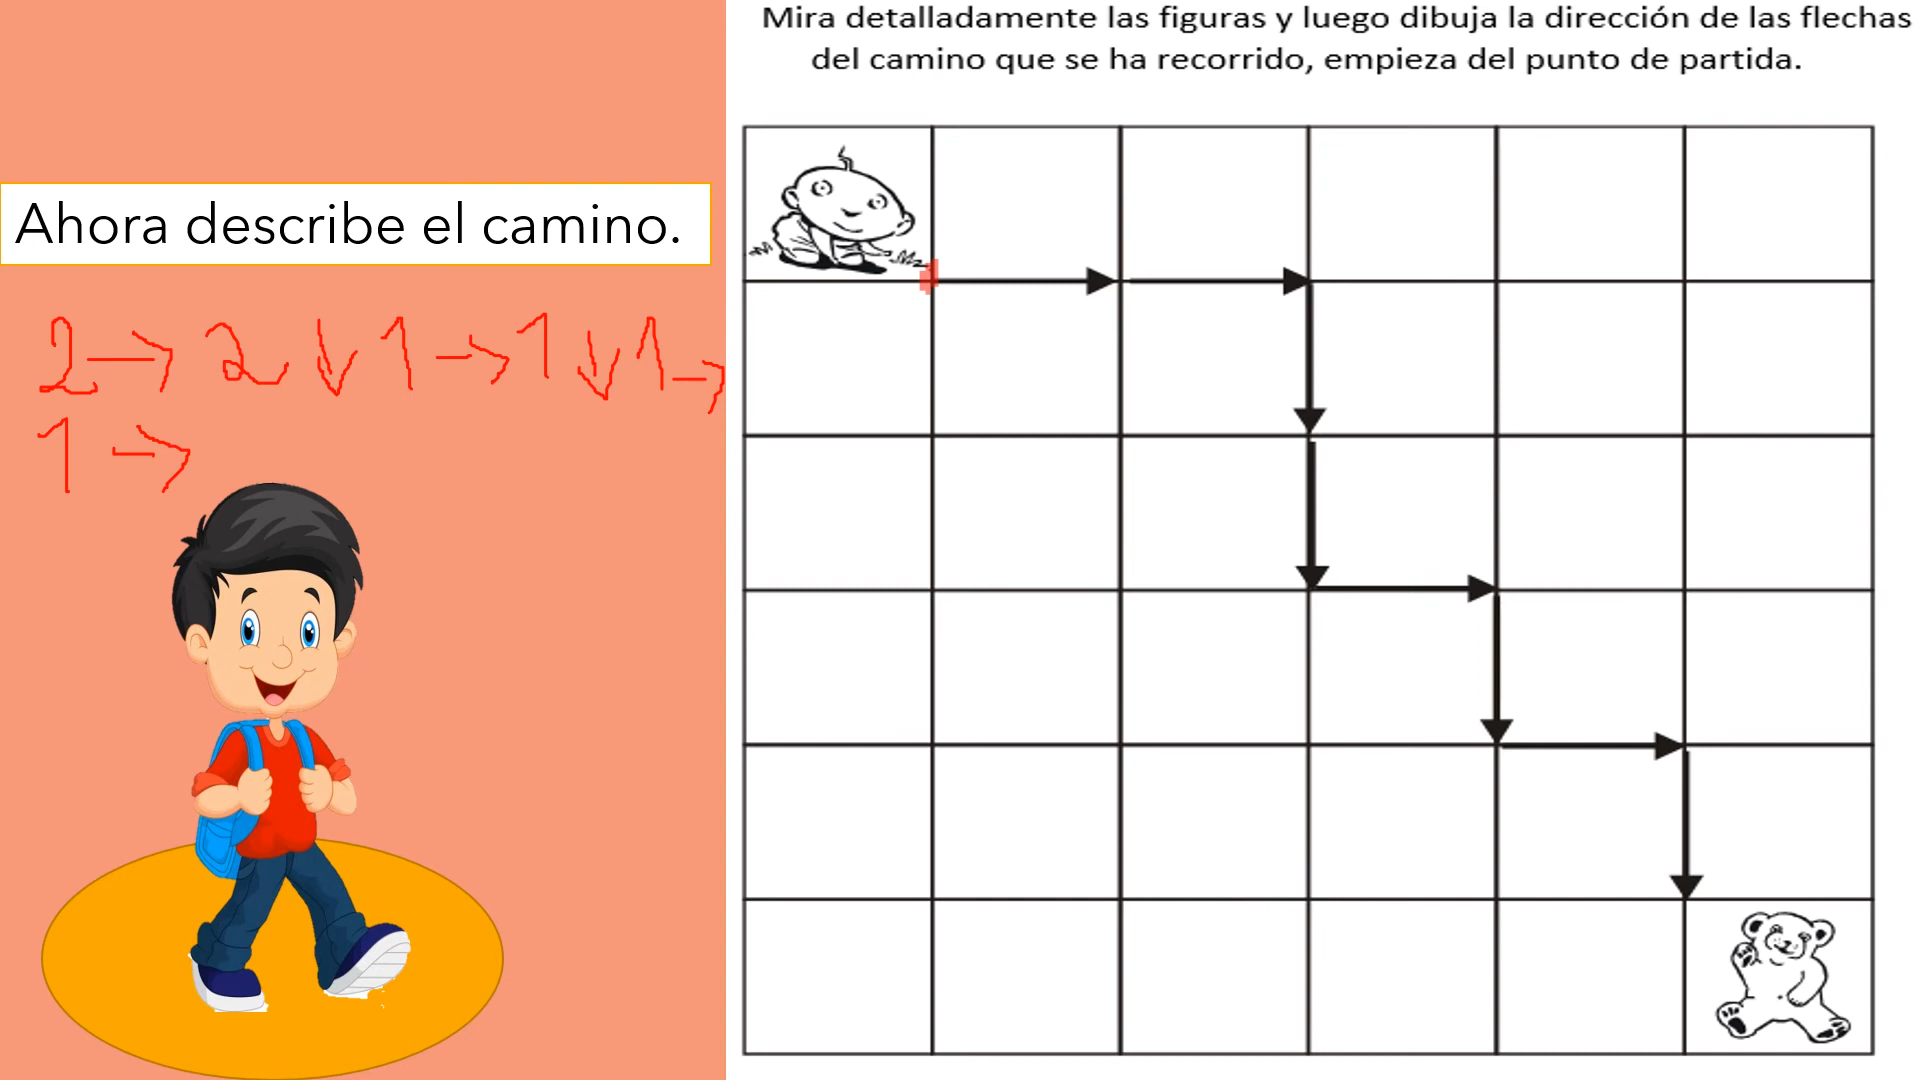 Mira detalladamente las figuras y luego dibuja la dirección de las flechas
del camino que se ha recorrido, empieza del punto de partida.
Ahora describe el camino.
2 → 2 ↓ 1 → 1 ↓ 1 →
1 →